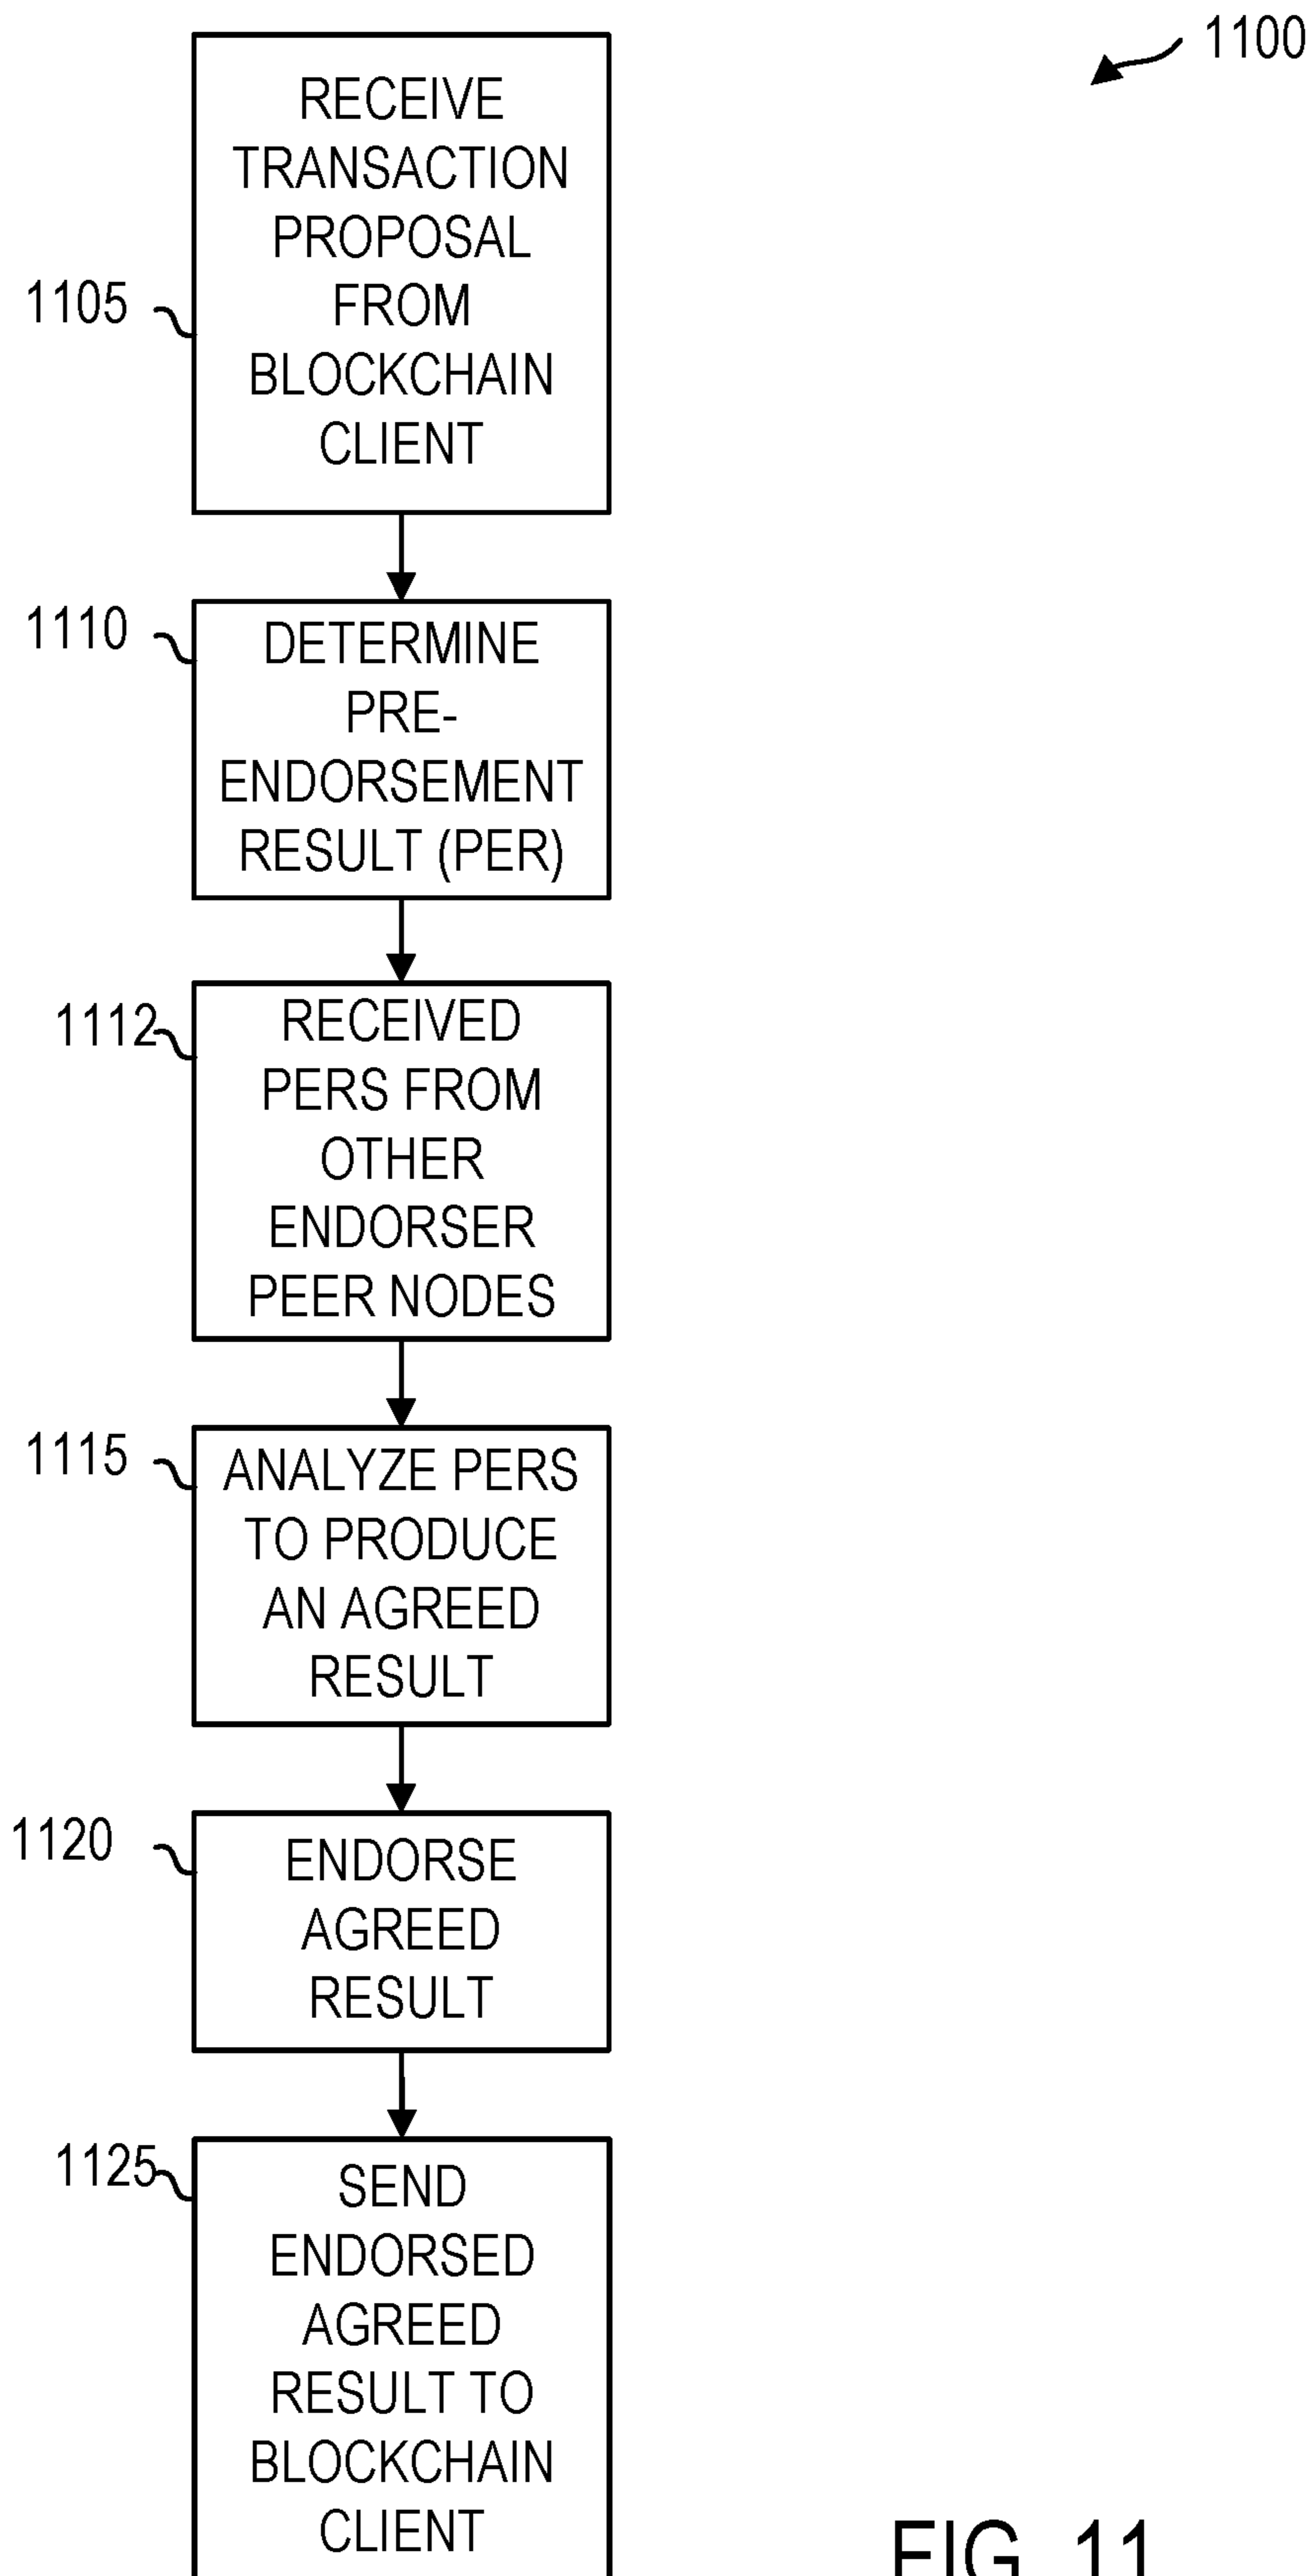 1100
RECEIVE
TRANSACTION
PROPOSAL
FROM
BLOCKCHAIN
CLIENT
1105
1110
DETERMINE
PRE-
ENDORSEMENT
RESULT (PER)
1112
RECEIVED
PERS FROM
OTHER
ENDORSER
PEER NODES
1115
ANALYZE PERS
TO PRODUCE
AN AGREED
RESULT
1120
ENDORSE
AGREED
RESULT
1125
SEND
ENDORSED
AGREED
RESULT TO
BLOCKCHAIN
CLIENT
FIG. 11